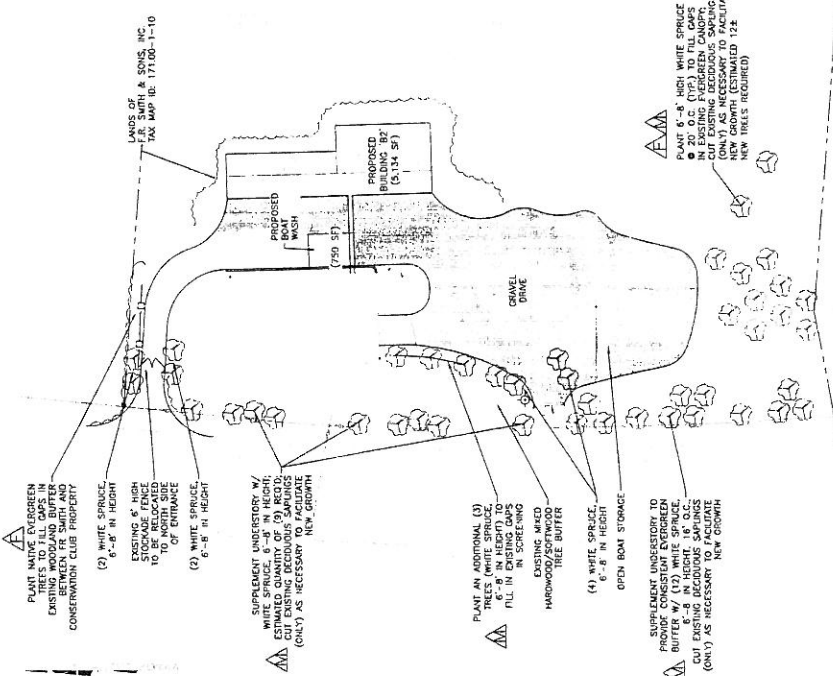 LANDS OF
F.R. SMITH & SONS, INC.
TAX MAP ID: 171.00-1-10
F
PLANT NATIVE EVERGREEN
TREES TO FILL GAPS IN
EXISTING WOODLAND BUFFER
BETWEEN FR SMITH AND
CONSERVATION CLUB PROPERTY
(2) WHITE SPRUCE,
6'-8' IN HEIGHT
EXISTING 6' HIGH
STOCKADE FENCE
TO BE RELOCATED
TO NORTH SIDE
OF ENTRANCE
(2) WHITE SPRUCE,
6'-8' IN HEIGHT
PROPOSED
BOAT
WASH
(750 SF)
PROPOSED
BUILDING 'B2'
(5,134 SF)
SUPPLEMENT UNDERSTORY W/
WHITE SPRUCE, 6'-8' IN HEIGHT;
ESTIMATED QUANTITY OF (9) REQ'D;
CUT EXISTING DECIDUOUS SAPLINGS
(ONLY) AS NECESSARY TO FACILITATE
NEW GROWTH
M
GRAVEL
DRIVE
PLANT AN ADDITIONAL (3)
TREES (WHITE SPRUCE,
6'-8' IN HEIGHT) TO
FILL IN EXISTING GAPS
IN SCREENING
M
EXISTING MIXED
HARDWOOD/SOFTWOOD
TREE BUFFER
(4) WHITE SPRUCE,
6'-8' IN HEIGHT
OPEN BOAT STORAGE
SUPPLEMENT UNDERSTORY TO
PROVIDE CONSISTENT EVERGREEN
BUFFER W/ (12) WHITE SPRUCE,
6'-8 IN HEIGHT, 16' O.C.,
CUT EXISTING DECIDUOUS SAPLINGS
(ONLY) AS NECESSARY TO FACILITATE
NEW GROWTH
M
F M
PLANT 6'-8' HIGH WHITE SPRUCE
@ 20' O.C. (TYP.) TO FILL GAPS
IN EXISTING EVERGREEN CANOPY;
CUT EXISTING DECIDUOUS SAPLING
(ONLY) AS NECESSARY TO FACILITA
NEW GROWTH (ESTIMATED 12±
NEW TREES REQUIRED)